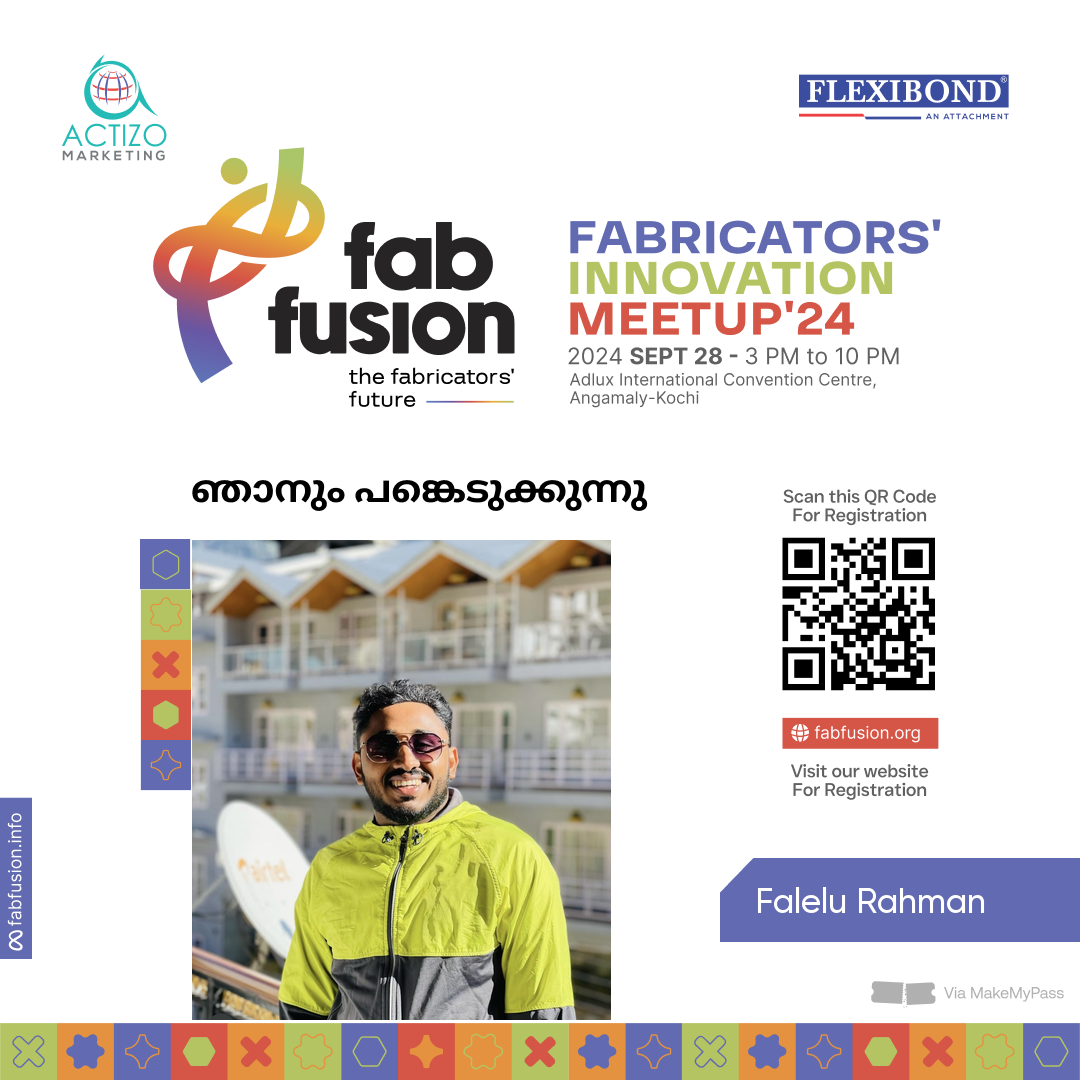 ACTIZO
MARKETING
FLEXIBOND®
AN ATTACHMENT
fab
fusion
the fabricators'
future
FABRICATORS'
INNOVATION
MEETUP'24
2024 SEPT 28 - 3 PM to 10 PM
Adlux International Convention Centre,
Angamaly-Kochi
ഞാനും പങ്കെടുക്കുന്നു
Scan this QR Code
For Registration
fabfusion.org
Visit our website
For Registration
airtel
fabfusion.info
Falelu Rahman
Via MakeMyPass